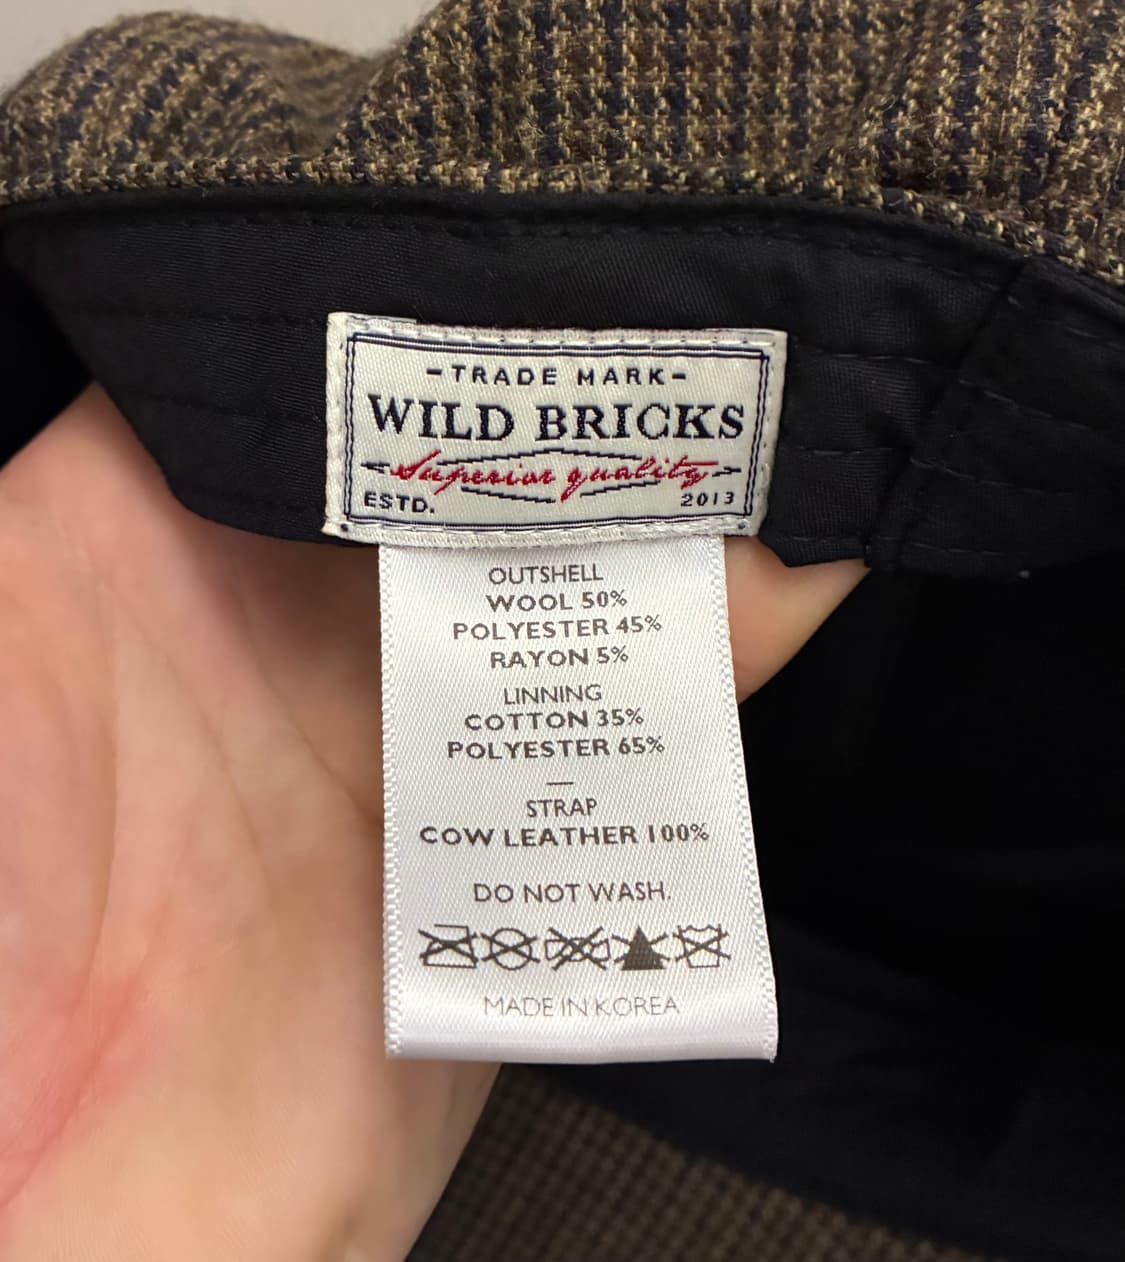 -TRADE MARK-
WILD BRICKS
Superior quality
ESTD. 2013
OUTSHELL
WOOL 50%
POLYESTER 45%
RAYON 5%
LINNING
COTTON 35%
POLYESTER 65%
—
STRAP
COW LEATHER 100%
DO NOT WASH.
MADE IN KOREA